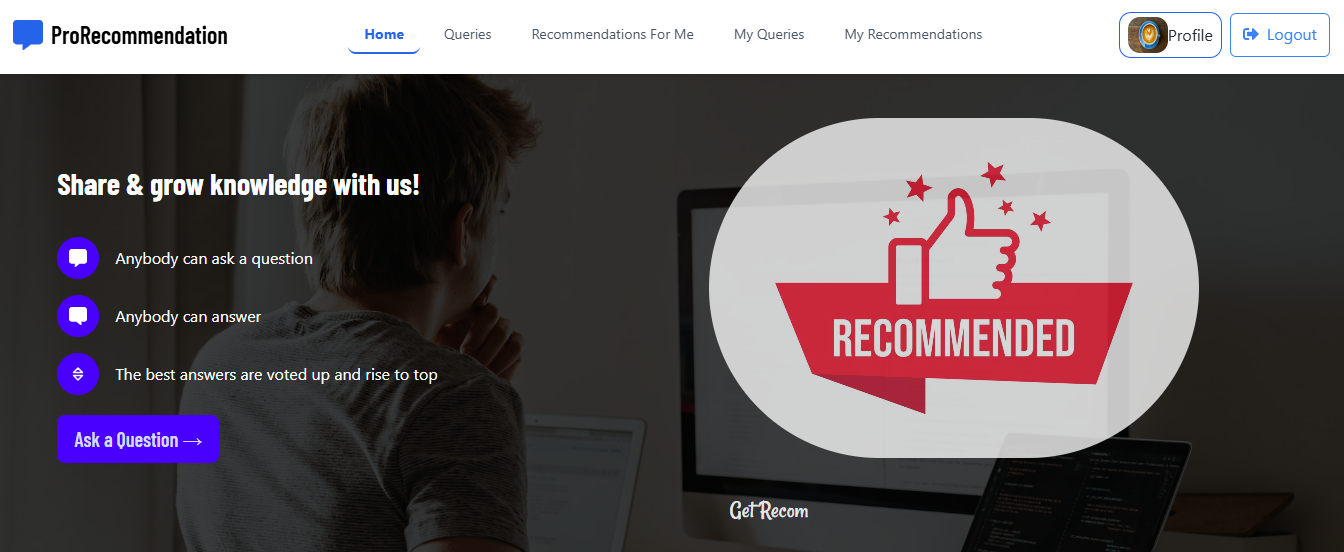 ProRecommendation
Home
Queries
Recommendations For Me
My Queries
My Recommendations
Profile
Logout
Share & grow knowledge with us!
Anybody can ask a question
Anybody can answer
The best answers are voted up and rise to top
Ask a Question →
RECOMMENDED
Get Recom